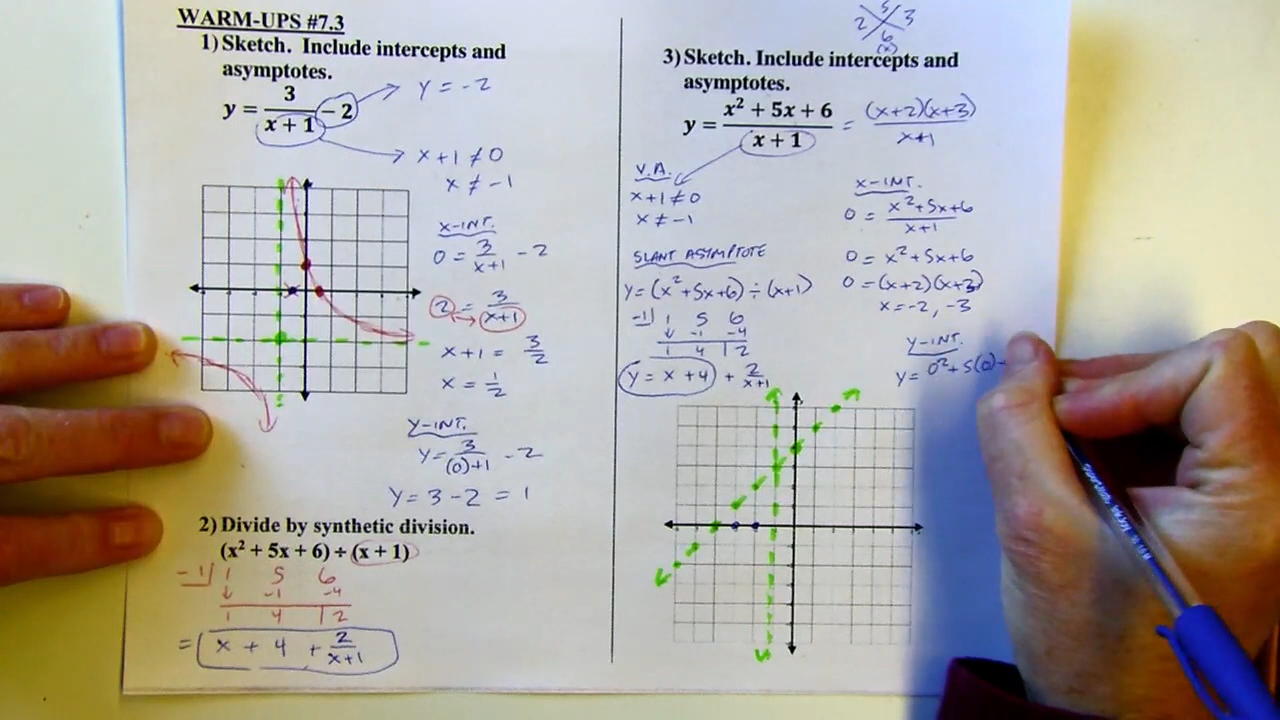 WARM-UPS #7.3
1) Sketch. Include intercepts and
asymptotes.
y = 3/(x + 1) − 2
y = -2
x+1 ≠ 0
x ≠ -1
X-INT.
0 = 3/(x+1) - 2
2 = 3/(x+1)
x+1 = 3/2
x = 1/2
Y-INT.
y = 3/((0)+1) - 2
y = 3-2 = 1
2) Divide by synthetic division.
(x² + 5x + 6) ÷ (x + 1)
-1| 1 5 6
↓ -1 -4
1 4 | 2
= x + 4 + 2/(x+1)
5
2 3
6
(x)
3) Sketch. Include intercepts and
asymptotes.
y = (x² + 5x + 6)/(x + 1) = (x+2)(x+3)/(x+1)
V.A.
x+1 ≠ 0
x ≠ -1
SLANT ASYMPTOTE
y = (x² + 5x + 6) ÷ (x+1)
-1| 1 5 6
↓ -1 -4
1 4 | 2
y = x + 4 + 2/(x+1)
X-INT.
0 = (x² + 5x + 6)/(x+1)
0 = x² + 5x + 6
0 = (x+2)(x+3)
x = -2, -3
Y-INT.
y = 0² + 5(0)